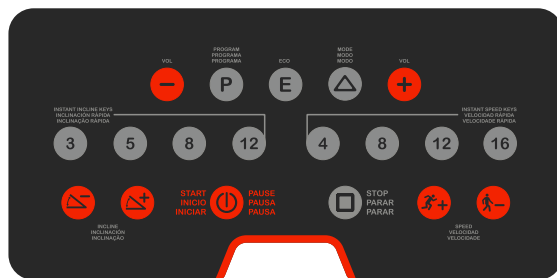 VOL
PROGRAM
PROGRAMA
PROGRAMA
ECO
MODE
MODO
MODO
VOL
P
E
INSTANT INCLINE KEYS
INCLINACIÓN RÁPIDA
INCLINAÇÃO RÁPIDA
INSTANT SPEED KEYS
VELOCIDAD RÁPIDA
VELOCIDADE RÁPIDA
3 5 8 12 4 8 12 16
START
INICIO
INICIAR
PAUSE
PAUSA
PAUSA
STOP
PARAR
PARAR
INCLINE
INCLINACIÓN
INCLINAÇÃO
SPEED
VELOCIDAD
VELOCIDADE